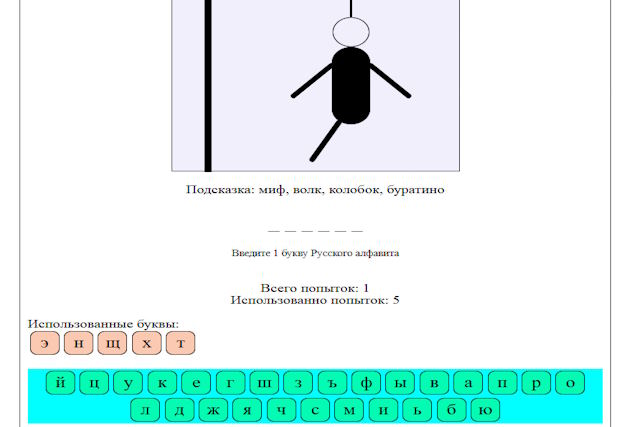 Подсказка: миф, волк, колобок, буратино
_ _ _ _ _ _
Введите 1 букву Русского алфавита
Всего попыток: 1
Использованно попыток: 5
Использованные буквы:
э н щ х т
й ц у к е г ш з ъ ф ы в а п р о
л д ж я ч с м и ь б ю